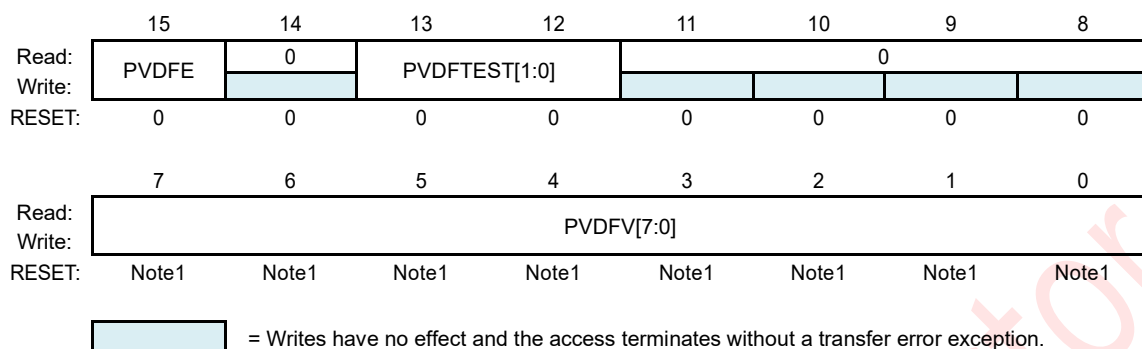 15 14 13 12 11 10 9 8
Read: PVDFE 0 PVDFTEST[1:0] 0
Write:
RESET: 0 0 0 0 0 0 0 0
7 6 5 4 3 2 1 0
Read: PVDFV[7:0]
Write:
RESET: Note1 Note1 Note1 Note1 Note1 Note1 Note1 Note1
= Writes have no effect and the access terminates without a transfer error exception.
tor